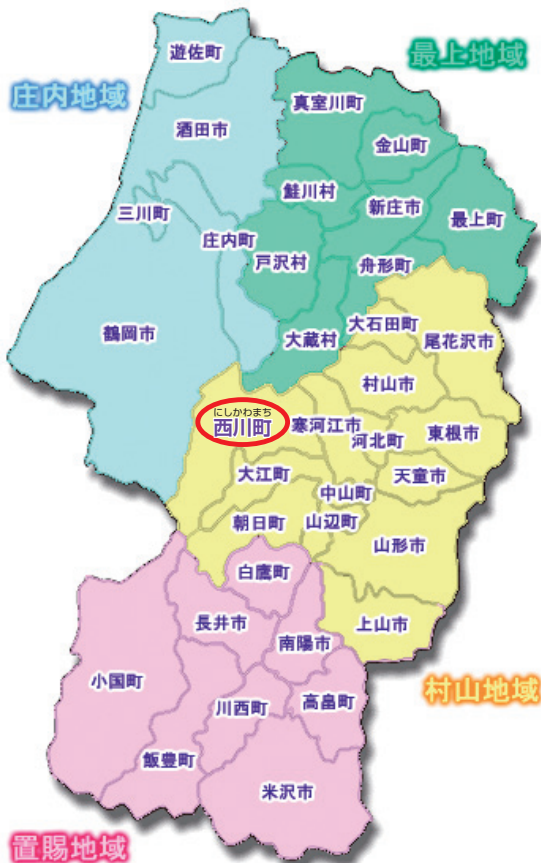 遊佐町
最上地域
庄内地域
真室川町
酒田市
金山町
鮭川村
三川町
新庄市
最上町
庄内町
戸沢村
舟形町
鶴岡市
大蔵村
大石田町
尾花沢市
村山市
にしかわまち
西川町
寒河江市
河北町
東根市
大江町
天童市
中山町
朝日町
山辺町
山形市
白鷹町
長井市
上山市
南陽市
小国町
村山地域
川西町
高畠町
飯豊町
米沢市
置賜地域